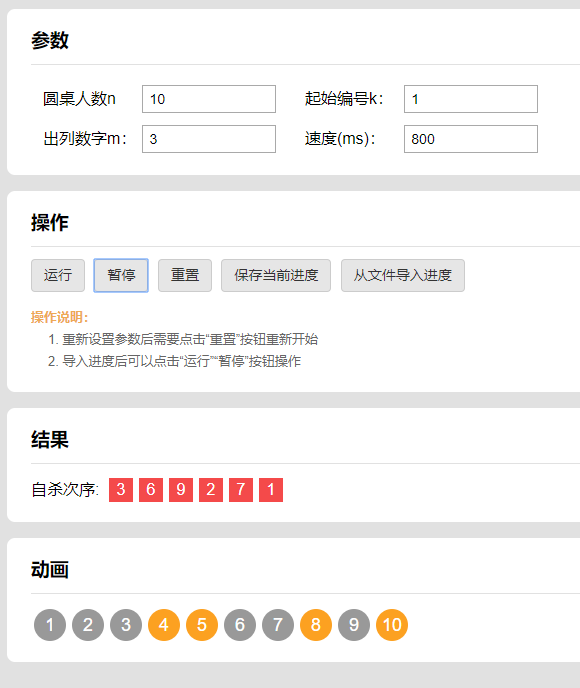 参数
圆桌人数n 10 起始编号k： 1
出列数字m： 3 速度(ms)： 800
操作
运行 暂停 重置 保存当前进度 从文件导入进度
操作说明：
1. 重新设置参数后需要点击“重置”按钮重新开始
2. 导入进度后可以点击“运行”“暂停”按钮操作
结果
自杀次序: 3 6 9 2 7 1
动画
1 2 3 4 5 6 7 8 9 10